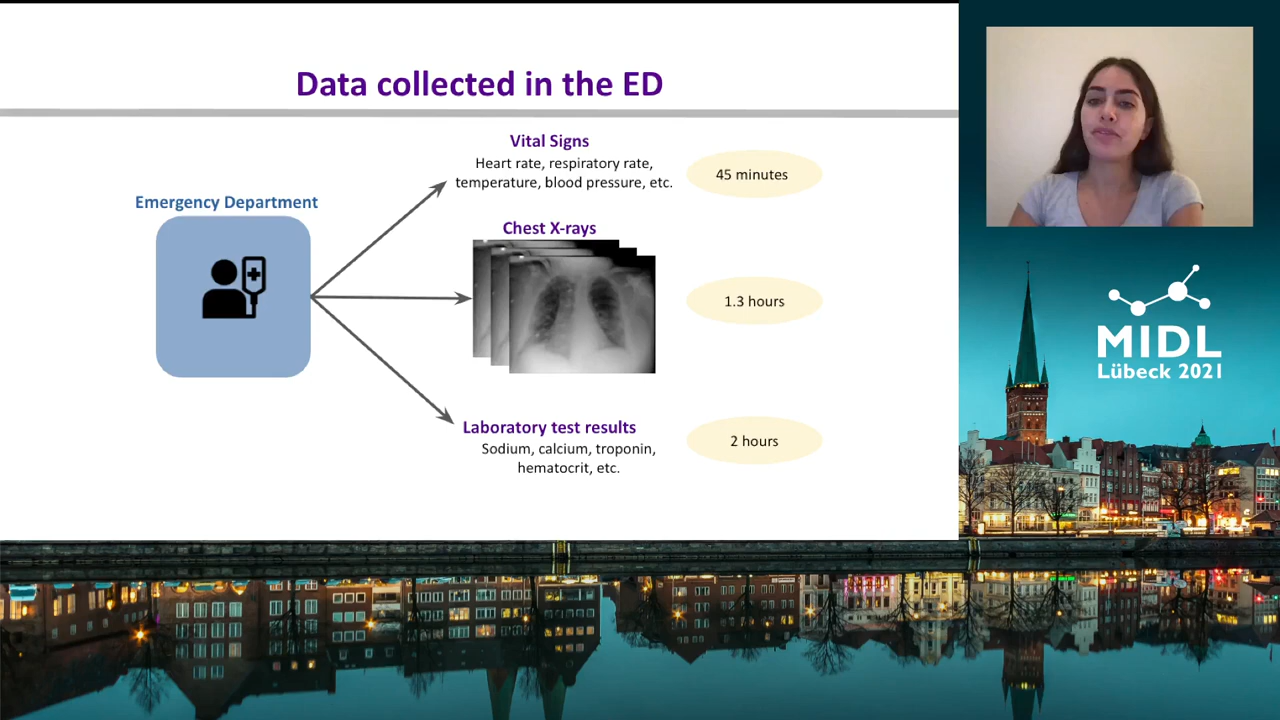 Data collected in the ED
Vital Signs
Heart rate, respiratory rate,
temperature, blood pressure, etc.
45 minutes
Emergency Department
Chest X-rays
1.3 hours
Laboratory test results
Sodium, calcium, troponin,
hematocrit, etc.
2 hours
MIDL
Lübeck 2021